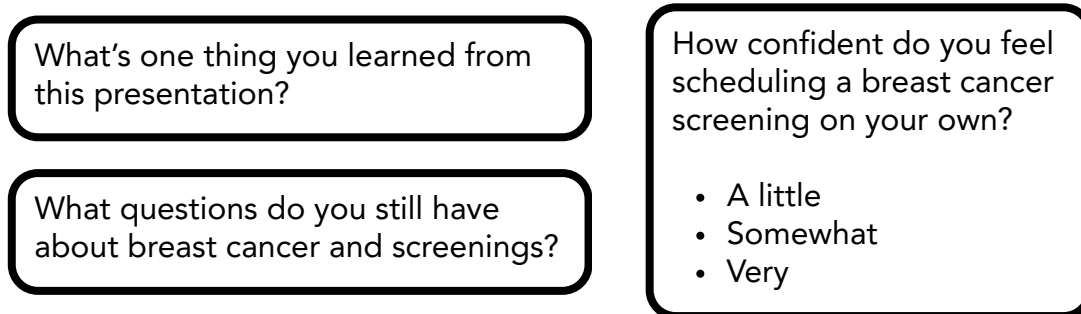 What’s one thing you learned from
this presentation?
What questions do you still have
about breast cancer and screenings?
How confident do you feel
scheduling a breast cancer
screening on your own?
• A little
• Somewhat
• Very